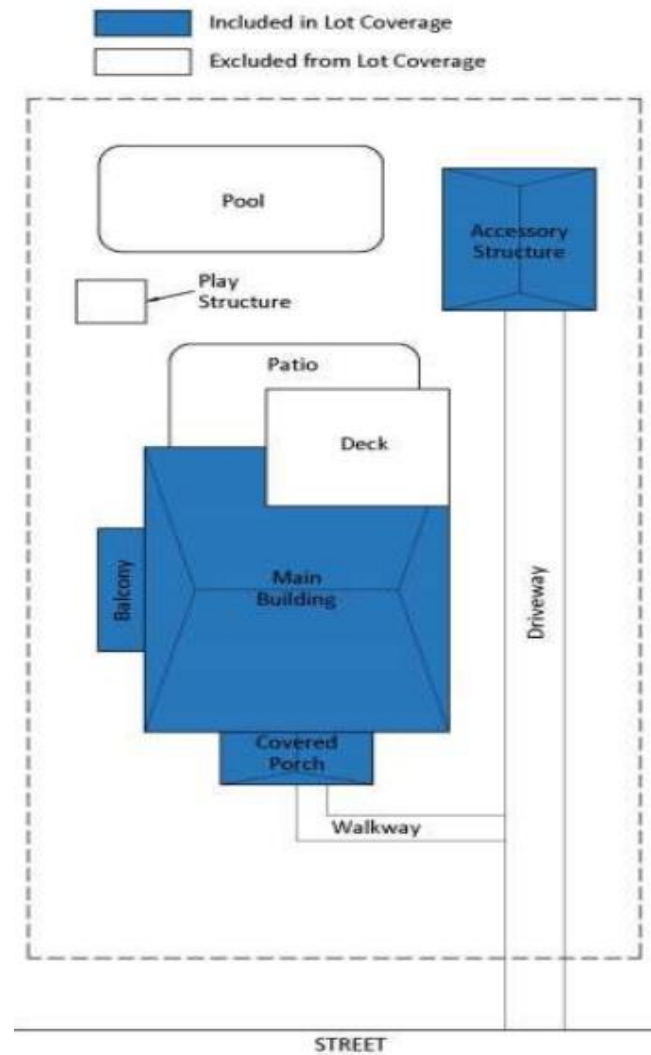 Included in Lot Coverage
Excluded from Lot Coverage
Pool
Accessory
Structure
Play
Structure
Patio
Deck
Balcony
Main
Building
Driveway
Covered
Porch
Walkway
STREET